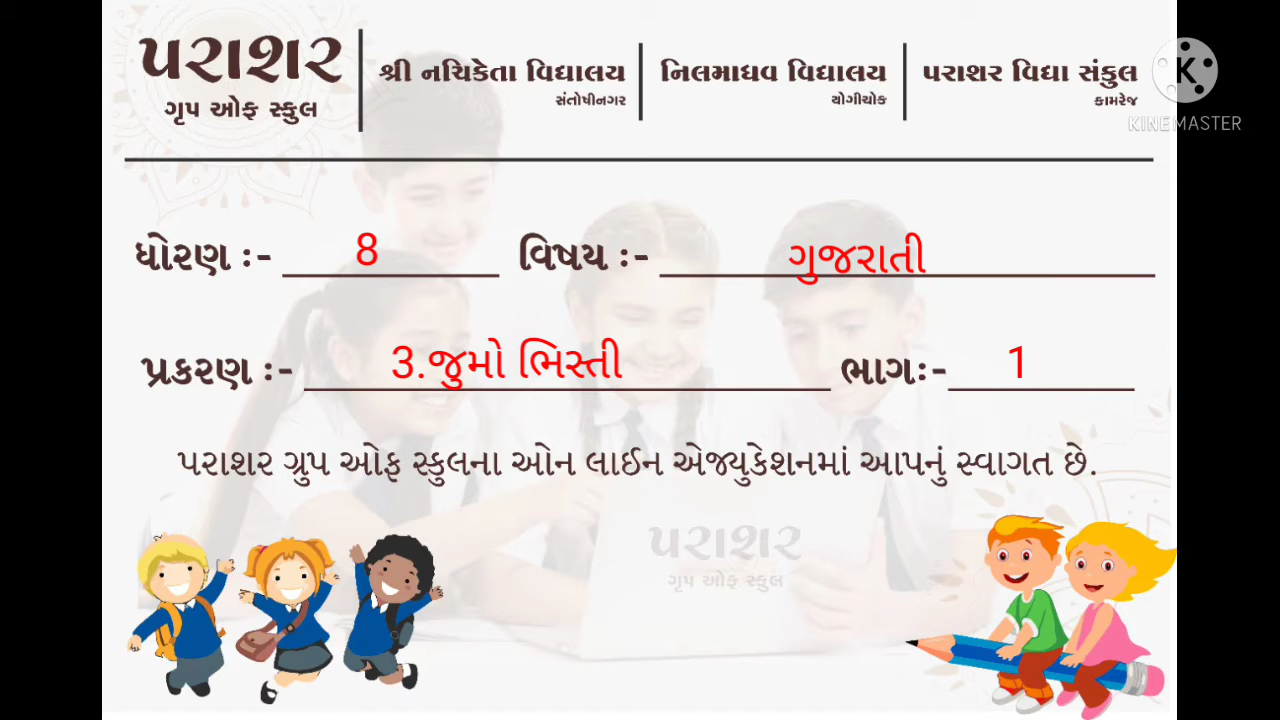 પરાશર
ગૃપ ઓફ સ્કુલ
શ્રી નચિકેતા વિદ્યાલય
સંતોષીનગર
નિલમાધવ વિદ્યાલય
યોગીચોક
પરાશર વિદ્યા સંકુલ
કામરેજ
K
KINEMASTER
ધોરણ :- 8 વિષય :- ગુજરાતી
પ્રકરણ :- 3.જુમો ભિસ્તી ભાગ:- 1
પરાશર ગ્રુપ ઓફ સ્કુલના ઓન લાઈન એજ્યુકેશનમાં આપનું સ્વાગત છે.
પરાશર
ગૃપ ઓફ સ્કુલ